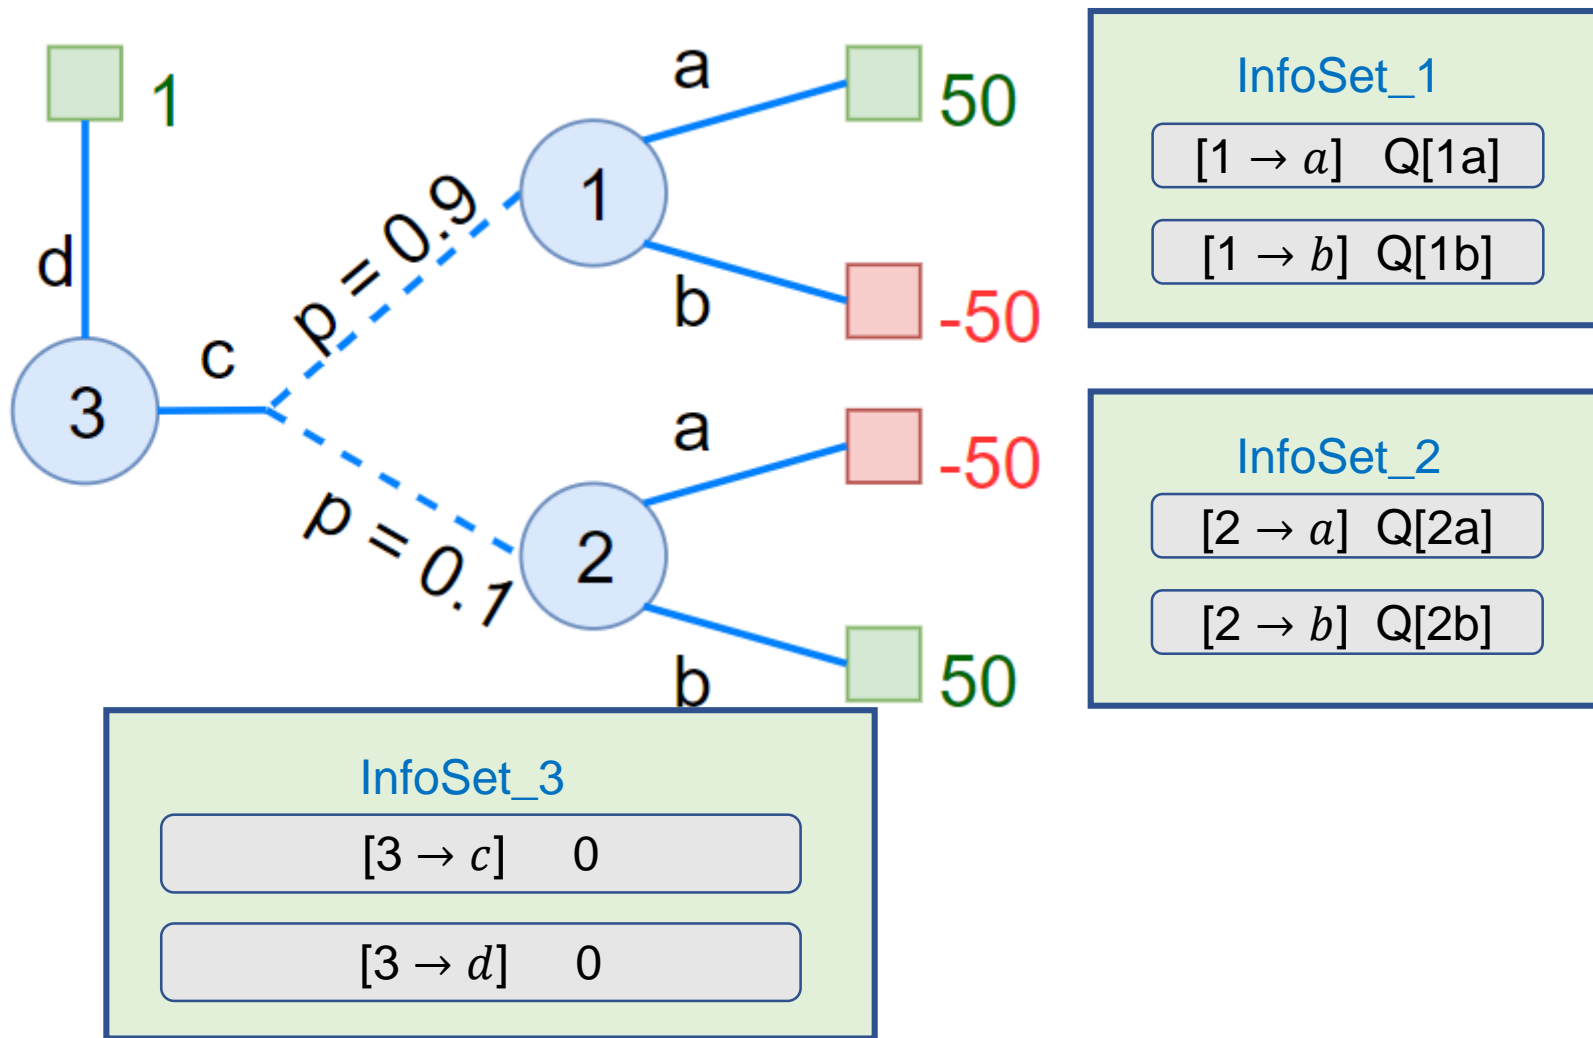 1
d
3
c
p = 0.9
p = 0.1
1
a
50
b
-50
2
a
-50
b
50
InfoSet_1
[1 → a] Q[1a]
[1 → b] Q[1b]
InfoSet_2
[2 → a] Q[2a]
[2 → b] Q[2b]
InfoSet_3
[3 → c] 0
[3 → d] 0